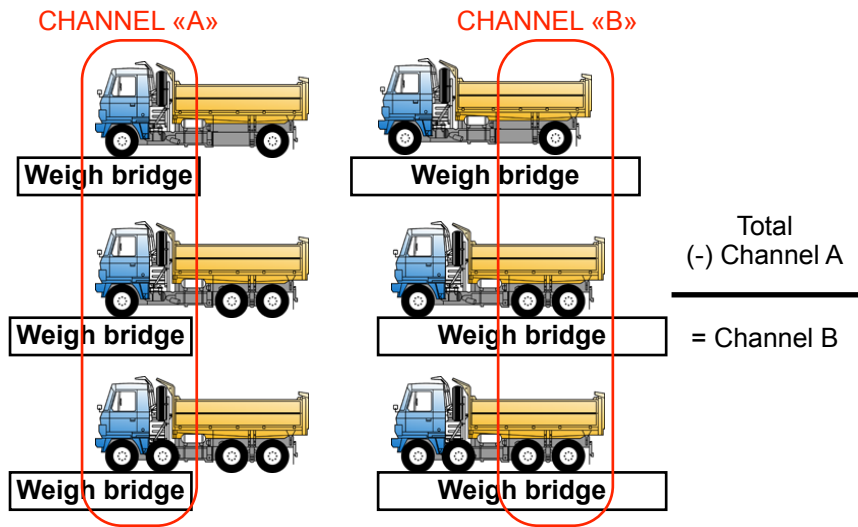 CHANNEL «A»
CHANNEL «B»
Weigh bridge
Weigh bridge
Total
(-) Channel A
= Channel B
Weigh bridge
Weigh bridge
Weigh bridge
Weigh bridge